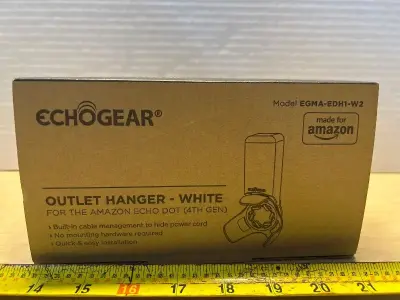 ECHOGEAR®
Model EGMA-EDH1-W2
made for
amazon
OUTLET HANGER - WHITE
FOR THE AMAZON ECHO DOT (4TH GEN)
› Built-in cable management to hide power cord
› No mounting hardware required
› Quick & easy installation
14 15 16 17 18 19 20 21